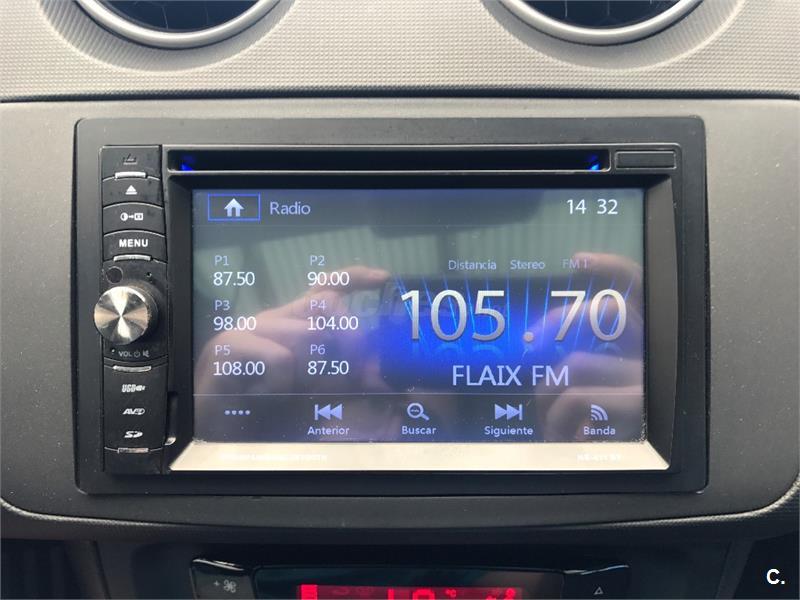 Radio
14 32
P1
87.50
P2
90.00
P3
98.00
P4
104.00
P5
108.00
P6
87.50
Distancia Stereo FM 1
105.70
FLAIX FM
Anterior
Buscar
Siguiente
Banda
MENU
VOL
USB
C.